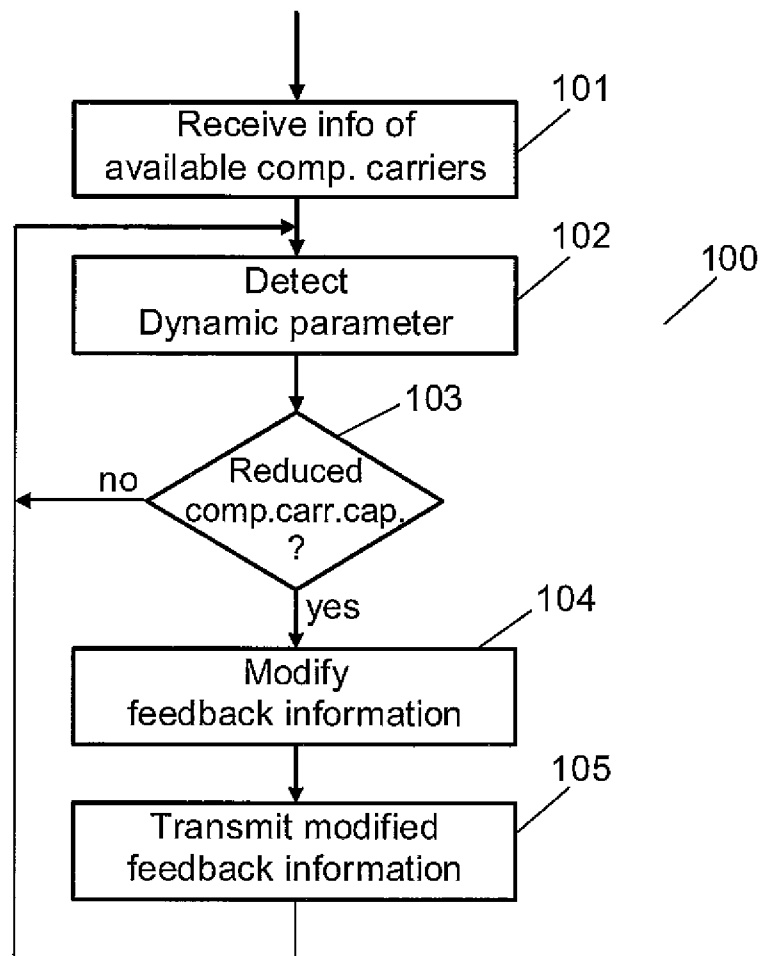 101
Receive info of
available comp. carriers
102
100
Detect
Dynamic parameter
103
Reduced
comp.carr.cap.
?
no
yes
104
Modify
feedback information
105
Transmit modified
feedback information